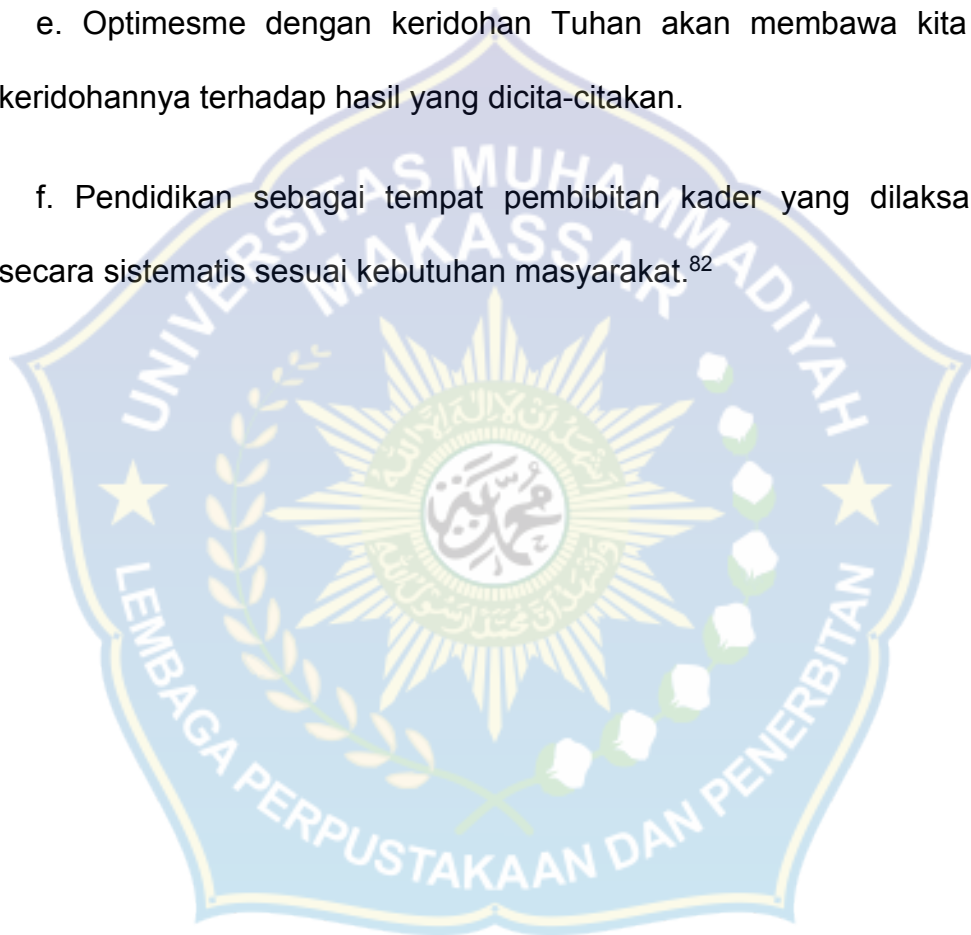 e. Optimesme dengan keridohan Tuhan akan membawa kita
keridohannya terhadap hasil yang dicita-citakan.
f. Pendidikan sebagai tempat pembibitan kader yang dilaksa
secara sistematis sesuai kebutuhan masyarakat.82
UNIVERSITAS MUHAMMADIYAH
MAKASSAR
محمدية
LEMBAGA PERPUSTAKAAN DAN PENERBITAN